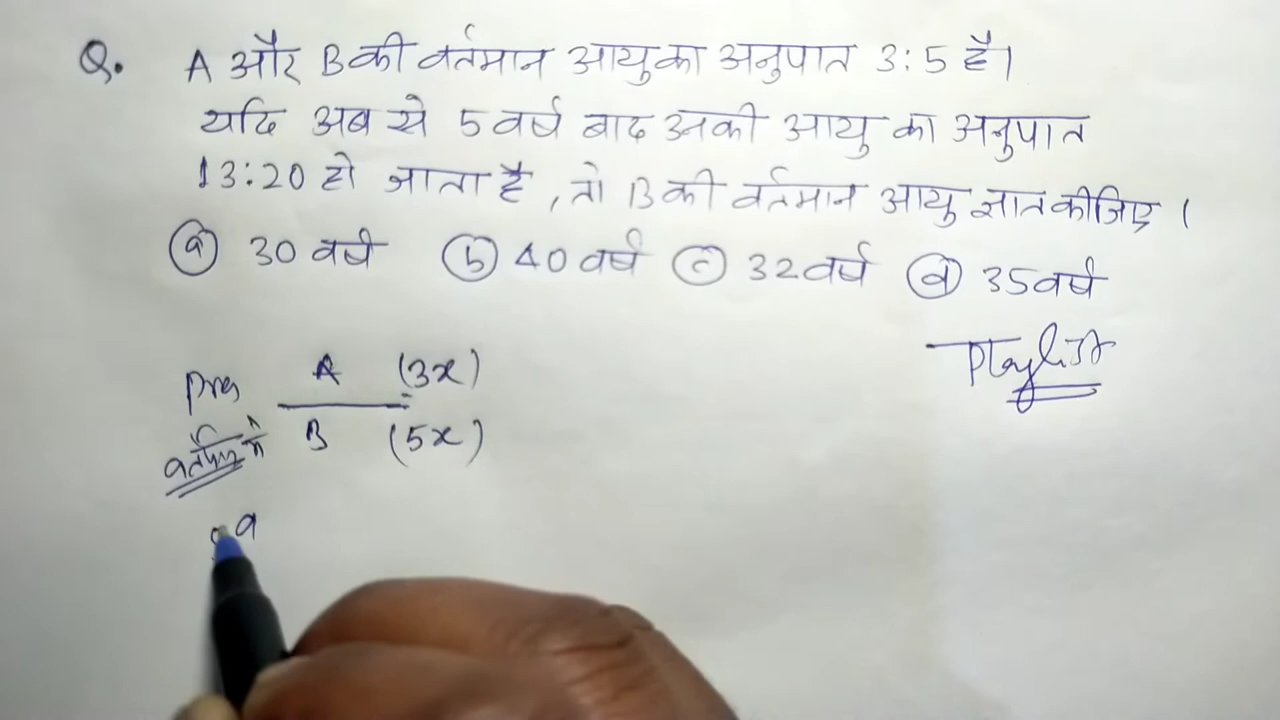 Q. A और B की वर्तमान आयु का अनुपात 3:5 है।
यदि अब से 5 वर्ष बाद उनकी आयु का अनुपात
13:20 हो जाता है, तो B की वर्तमान आयु ज्ञात कीजिए।
(a) 30 वर्ष (b) 40 वर्ष (c) 32 वर्ष (d) 35 वर्ष
Playlist
Pres A (3x)
वर्तमान में B (5x)